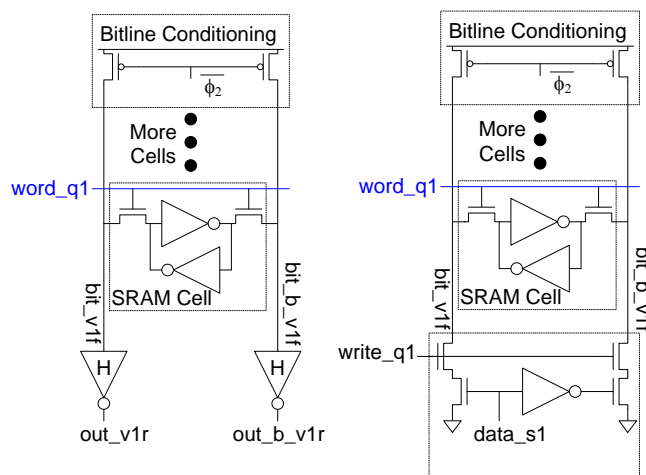 Bitline Conditioning
φ2
More
Cells
word_q1
bit_v1f
bit_b_v1f
SRAM Cell
H
H
out_v1r
out_b_v1r
Bitline Conditioning
φ2
More
Cells
word_q1
bit_v1f
bit_b_v1f
SRAM Cell
write_q1
data_s1